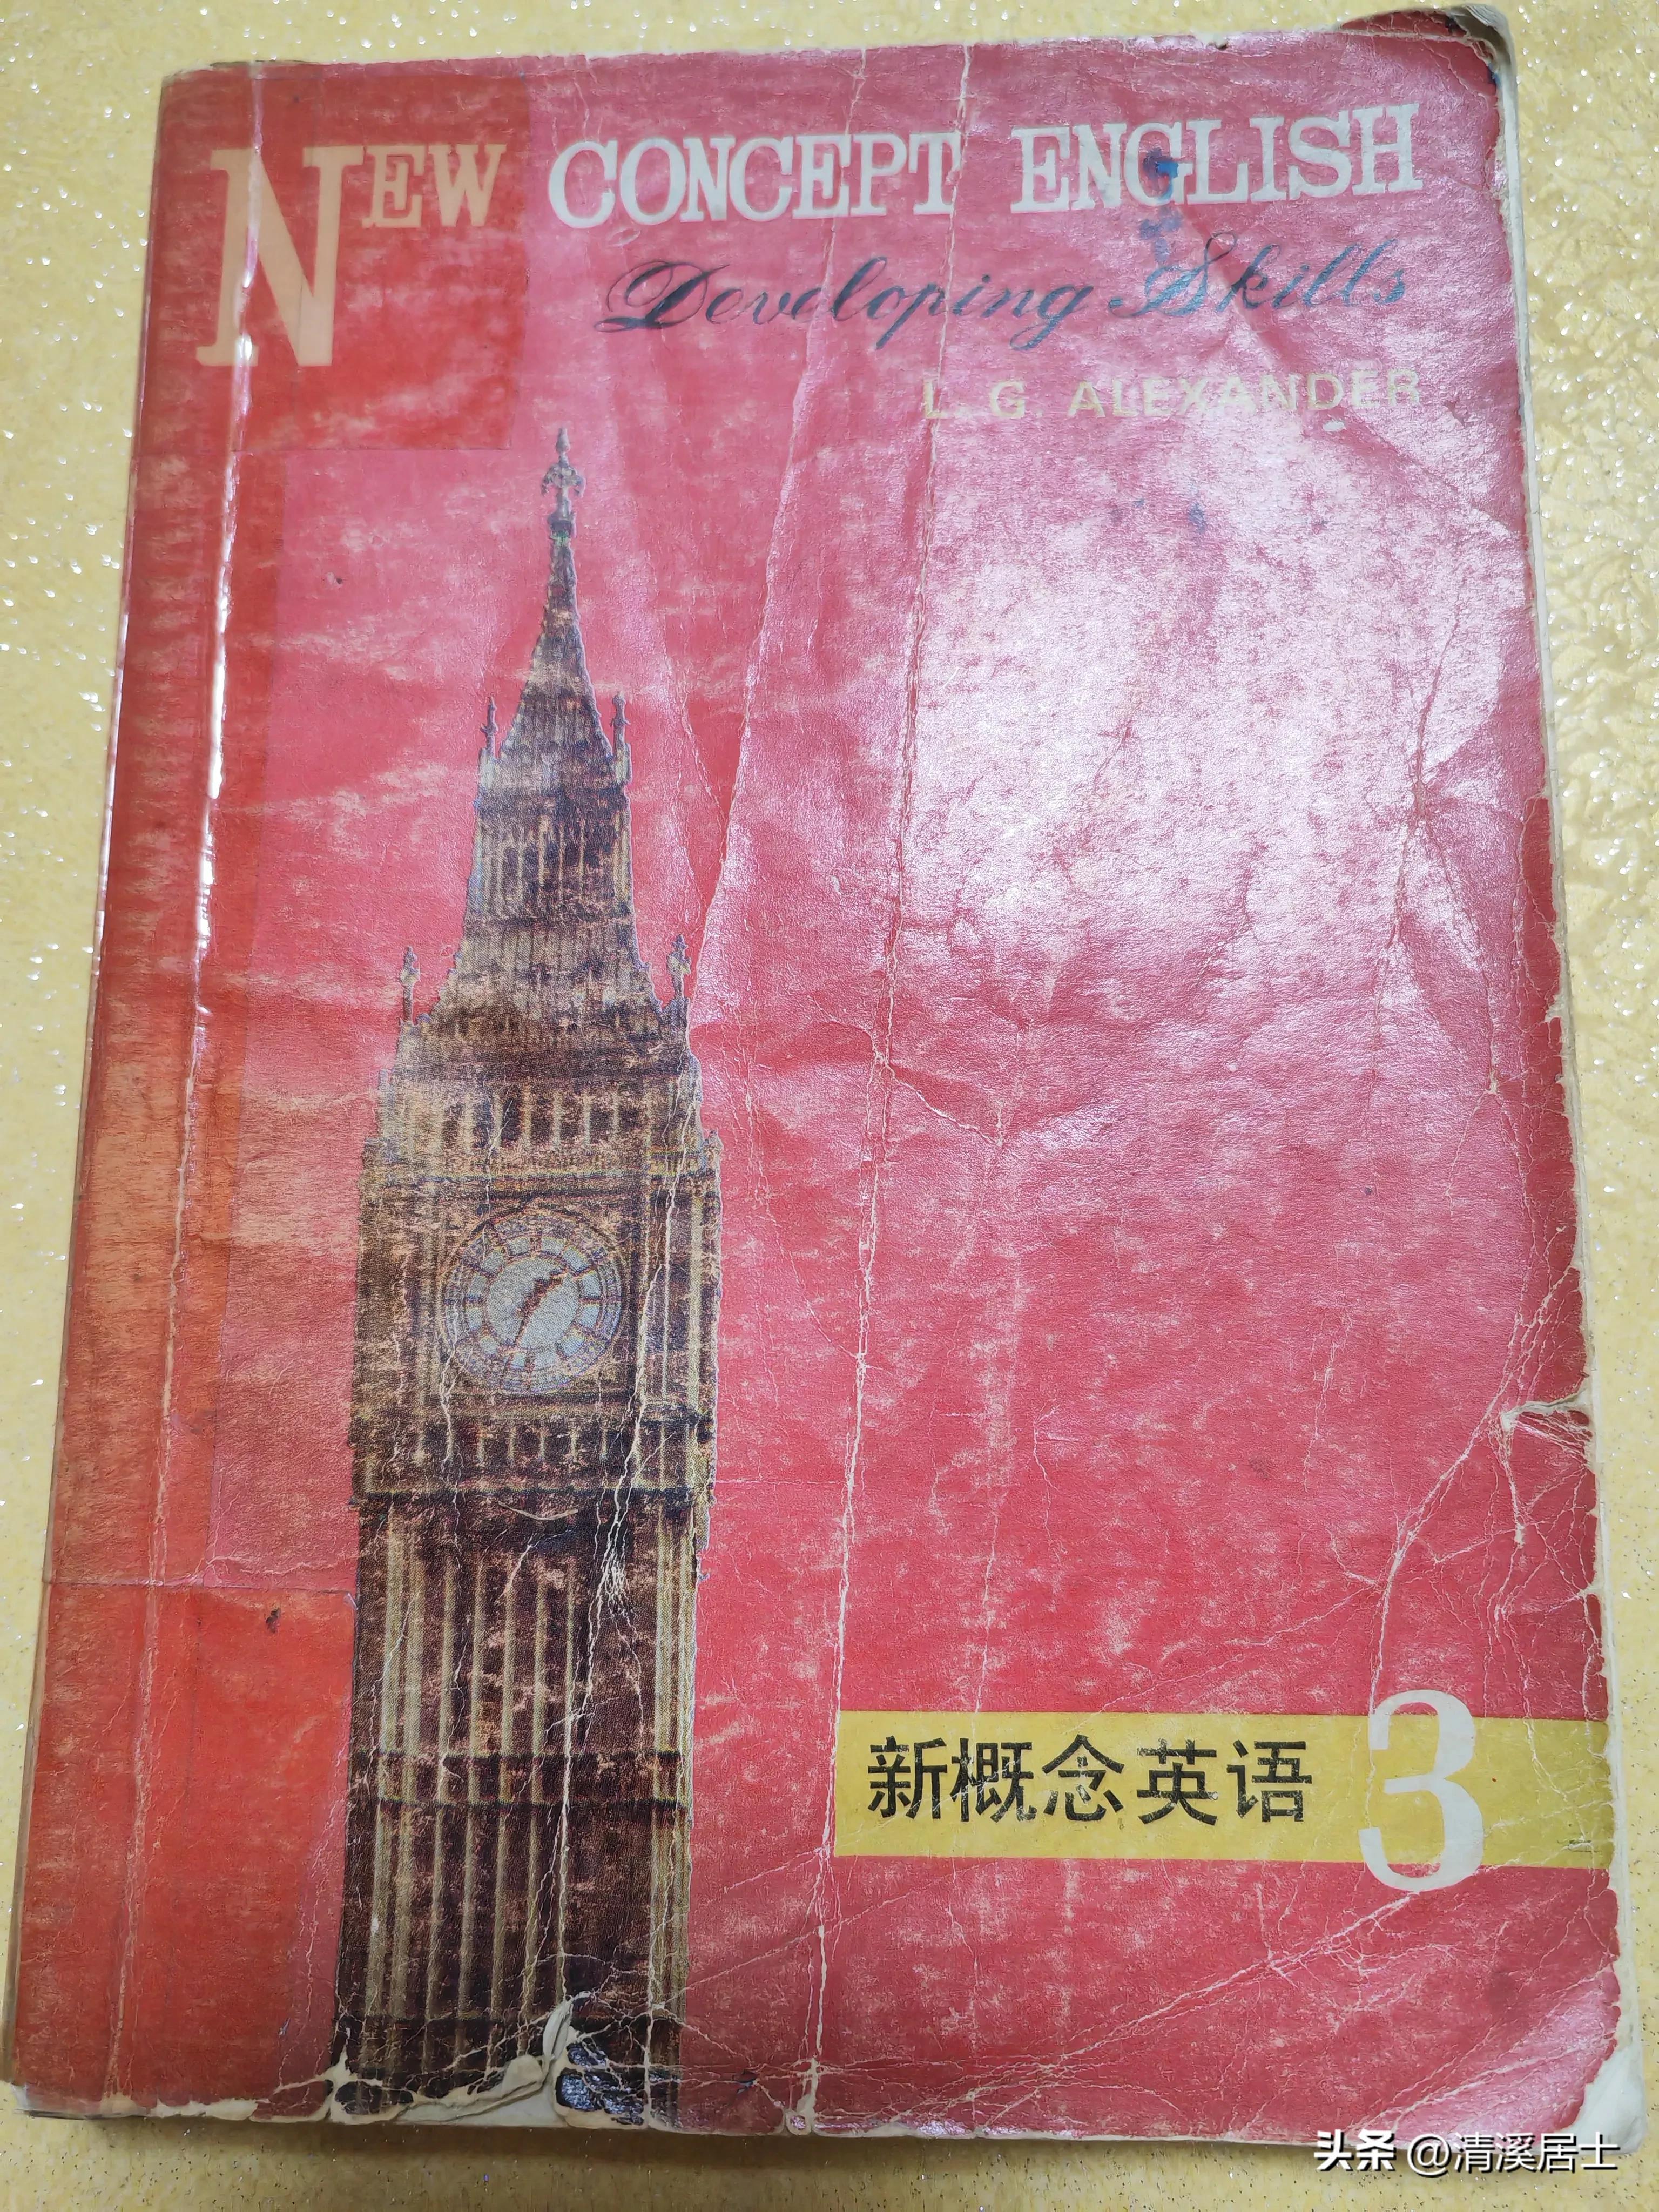 NEW CONCEPT ENGLISH
Developing Skills
L. G. ALEXANDER
新概念英语 3
头条 @清溪居士